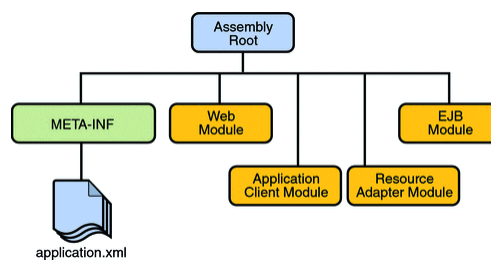 Assembly
Root
META-INF
Web
Module
EJB
Module
Application
Client Module
Resource
Adapter Module
application.xml